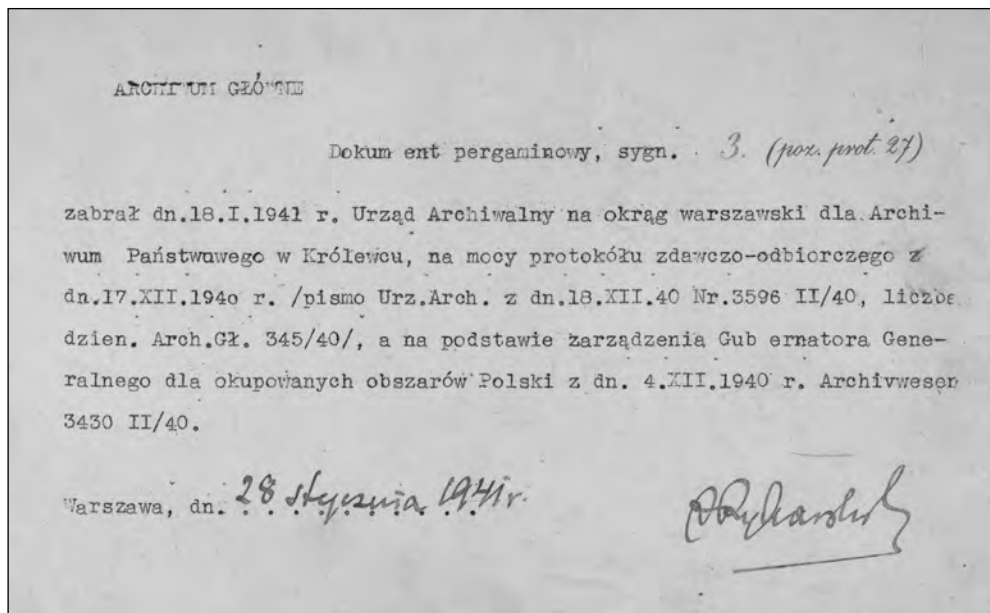 ARCHIWUM GŁÓWNE
Dokum ent pergaminowy, sygn. 3. (poz. prot. 27)
zabrał dn.18.I.1941 r. Urząd Archiwalny na okrąg warszawski dla Archi-
wum Państwuwego w Królewcu, na mocy protokółu zdawczo-odbiorczego z
dn.17.XII.194o r. /pismo Urz.Arch. z dn.18.XII.40 Nr.3596 II/40, liczbę
dzien. Arch.Gł. 345/40/, a na podstawie zarządzenia Gub ernatora Gene-
ralnego dla okupowanych obszarów Polski z dn. 4.XII.1940 r. Archivwesen
3430 II/40.
Warszawa, dn. 28 stycznia 1941 r.